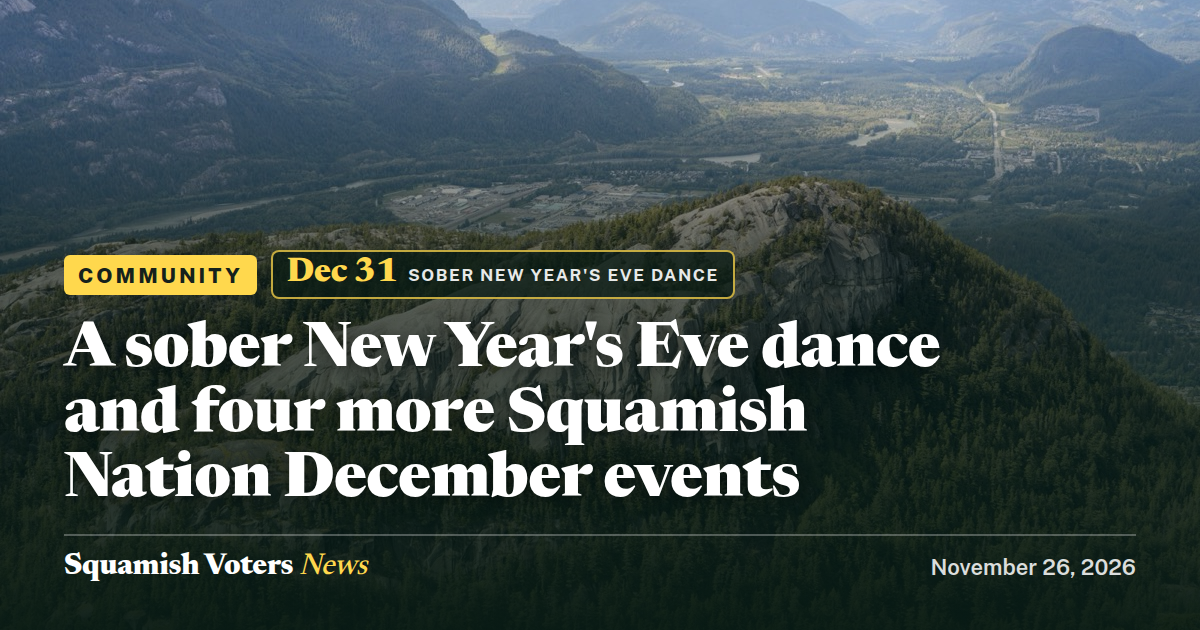 COMMUNITY
Dec 31 SOBER NEW YEAR'S EVE DANCE
A sober New Year's Eve dance
and four more Squamish
Nation December events
Squamish Voters News
November 26, 2026